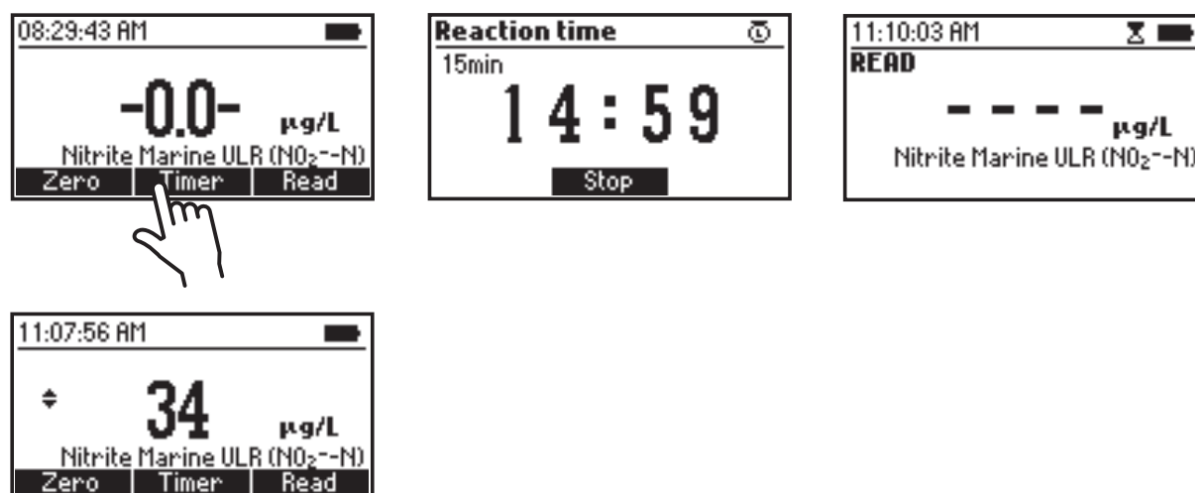 08:29:43 AM
-0.0- µg/L
Nitrite Marine ULR (NO₂⁻-N)
Zero Timer Read
Reaction time
15min
14:59
Stop
11:10:03 AM
READ
- - - - µg/L
Nitrite Marine ULR (NO₂⁻-N)
11:07:56 AM
34 µg/L
Nitrite Marine ULR (NO₂⁻-N)
Zero Timer Read